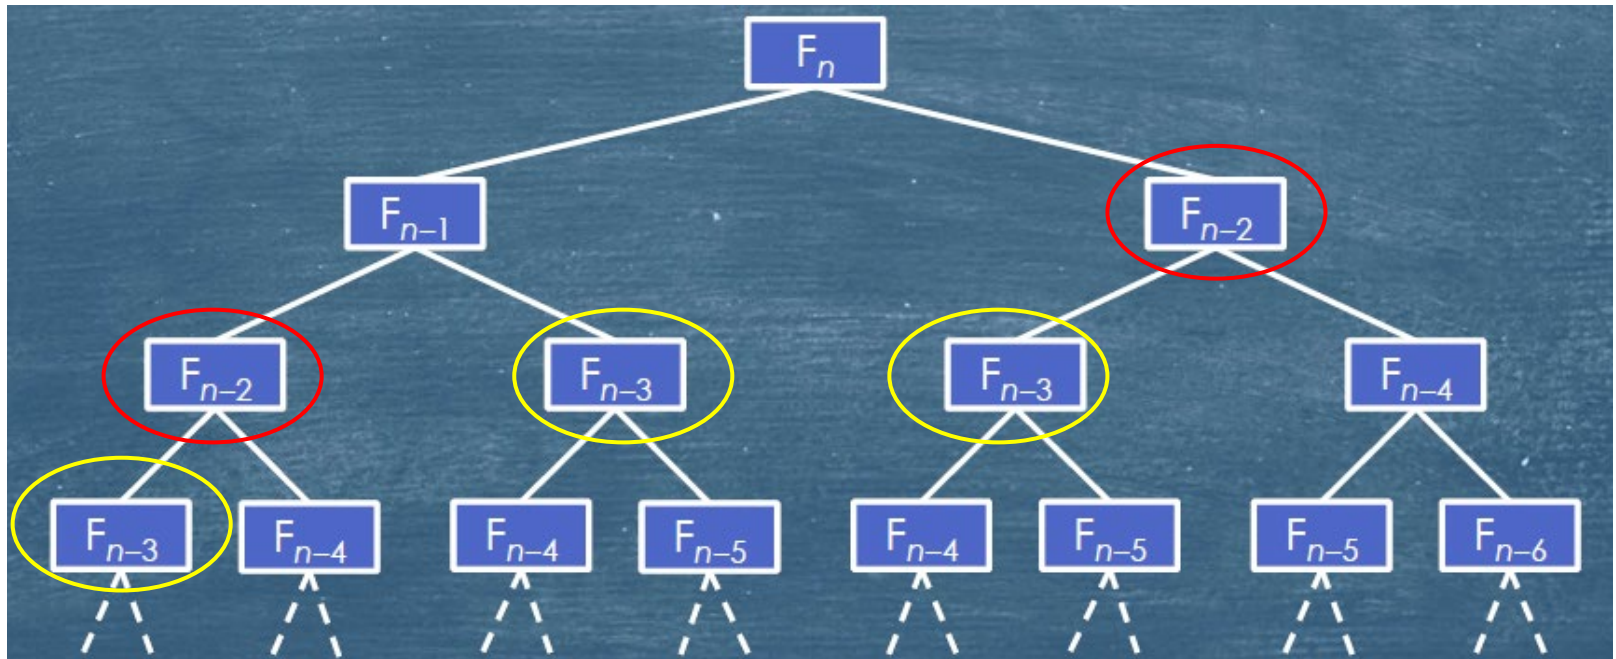 Fn
Fn–1 Fn–2
Fn–2 Fn–3 Fn–3 Fn–4
Fn–3 Fn–4 Fn–4 Fn–5 Fn–4 Fn–5 Fn–5 Fn–6